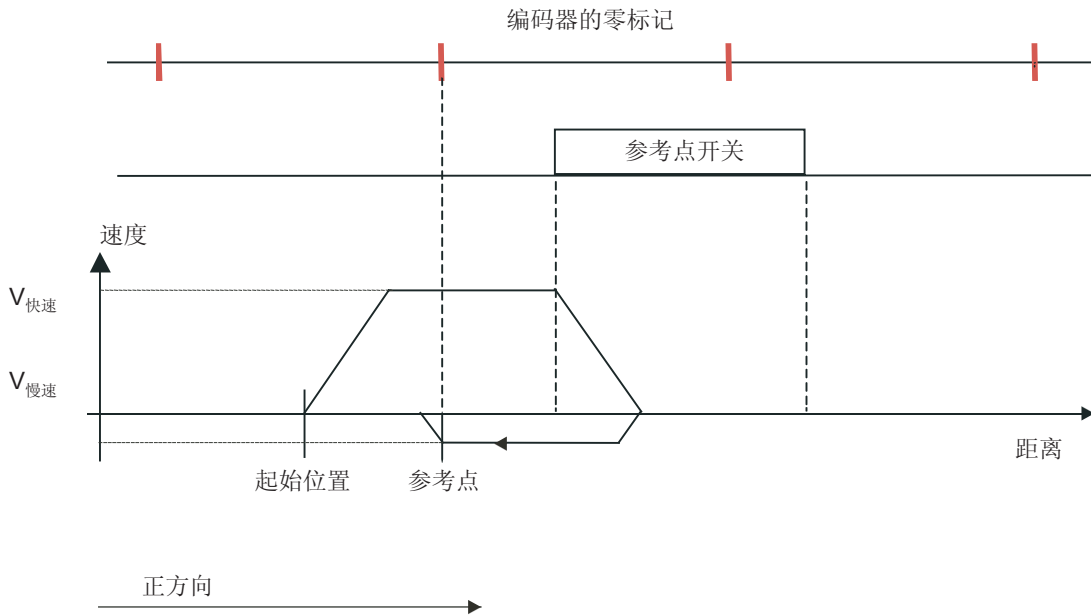 编码器的零标记
参考点开关
速度
V快速
V慢速
距离
起始位置
参考点
正方向